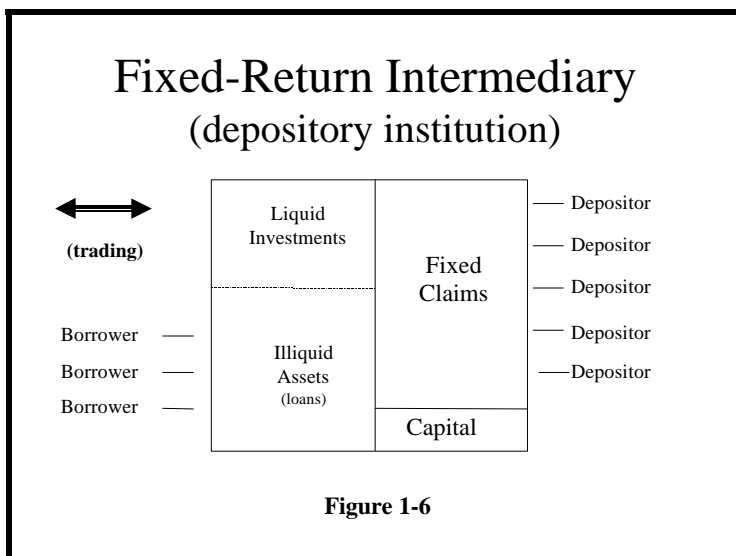 Fixed-Return Intermediary
(depository institution)
(trading)
Borrower
Borrower
Borrower
Liquid
Investments
Illiquid
Assets
(loans)
Fixed
Claims
Capital
Depositor
Depositor
Depositor
Depositor
Depositor
Figure 1-6